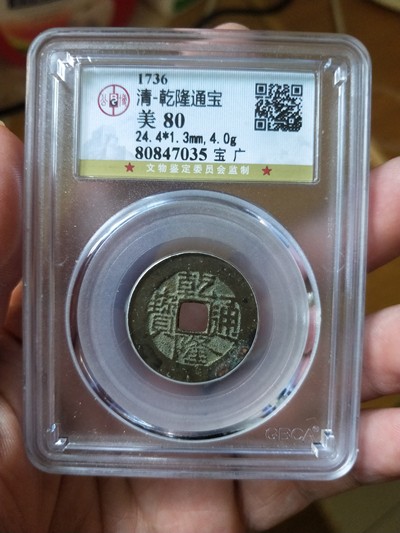 1736
清-乾隆通宝
美 80
24.4*1.3mm,4.0g
80847035 宝 广
★ 文物鉴定委员会监制 ★
乾隆通寳
GBCA